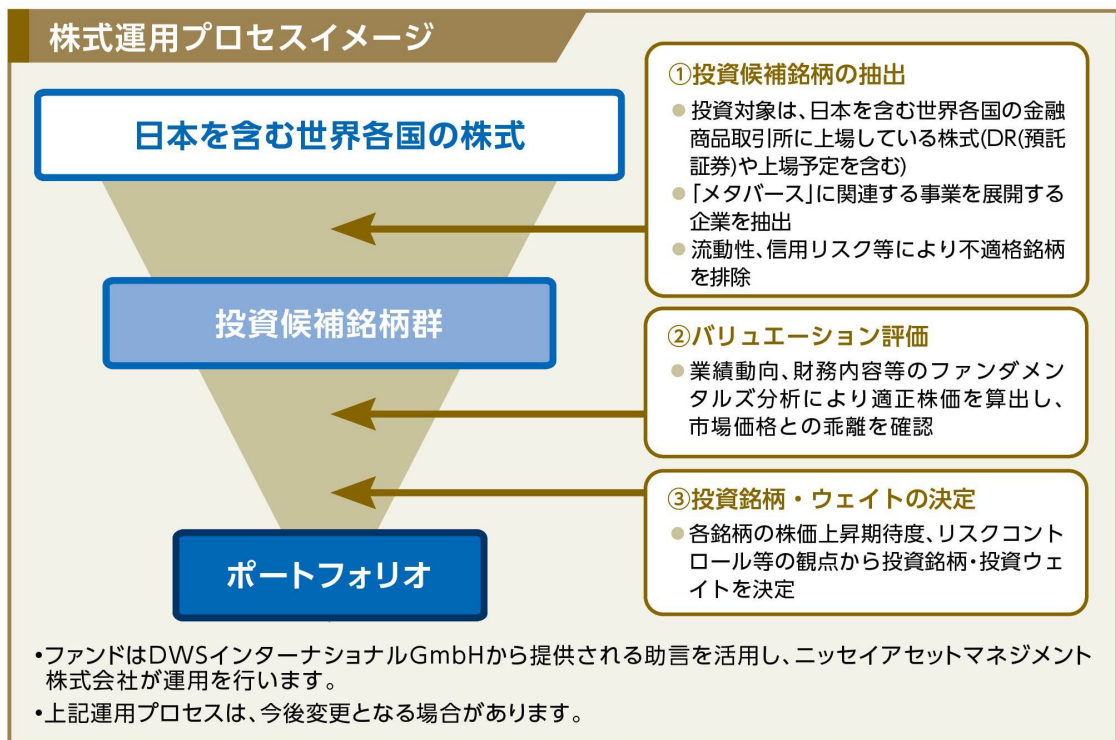 株式運用プロセスイメージ
日本を含む世界各国の株式
投資候補銘柄群
ポートフォリオ
①投資候補銘柄の抽出
●投資対象は、日本を含む世界各国の金融
商品取引所に上場している株式(DR(預託
証券)や上場予定を含む)
●「メタバース」に関連する事業を展開する
企業を抽出
●流動性、信用リスク等により不適格銘柄
を排除
②バリュエーション評価
●業績動向、財務内容等のファンダメン
タルズ分析により適正株価を算出し、
市場価格との乖離を確認
③投資銘柄・ウェイトの決定
●各銘柄の株価上昇期待度、リスクコント
ロール等の観点から投資銘柄・投資ウェ
イトを決定
•ファンドはDWSインターナショナルGmbHから提供される助言を活用し、ニッセイアセットマネジメント
株式会社が運用を行います。
•上記運用プロセスは、今後変更となる場合があります。